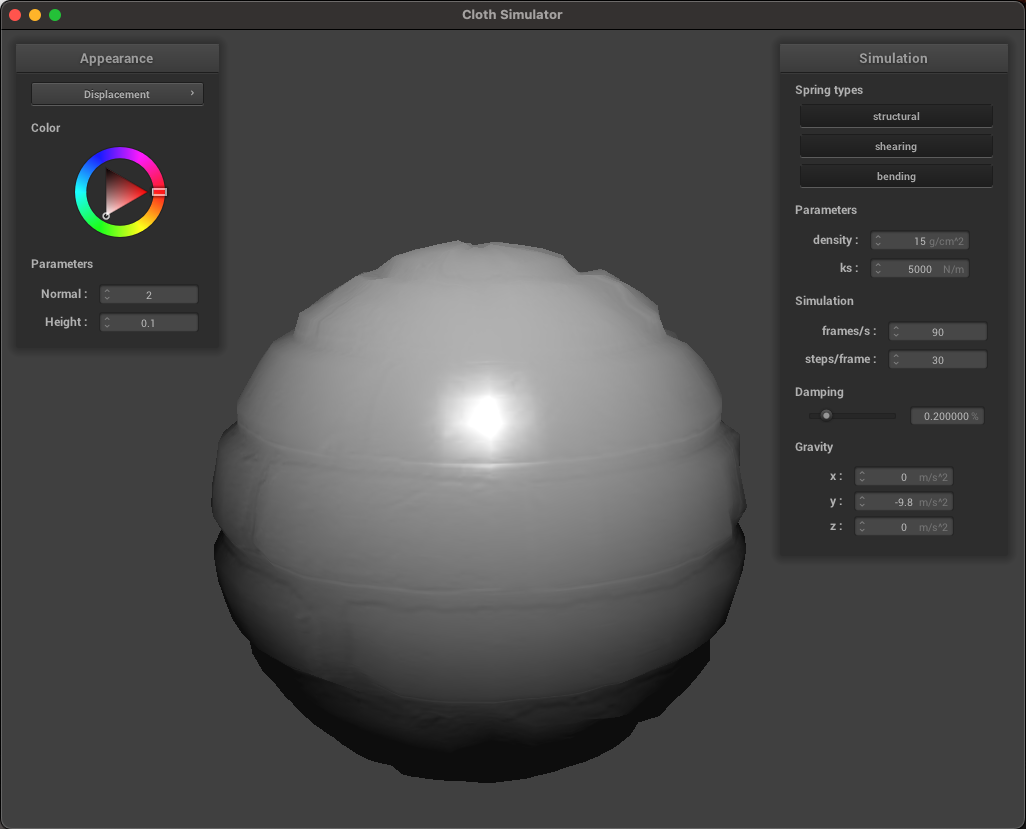 Cloth Simulator
Appearance
Displacement
Color
Parameters
Normal : 2
Height : 0.1
Simulation
Spring types
structural
shearing
bending
Parameters
density : 15 g/cm^2
ks : 5000 N/m
Simulation
frames/s : 90
steps/frame : 30
Damping
0.200000 %
Gravity
x : 0 m/s^2
y : -9.8 m/s^2
z : 0 m/s^2